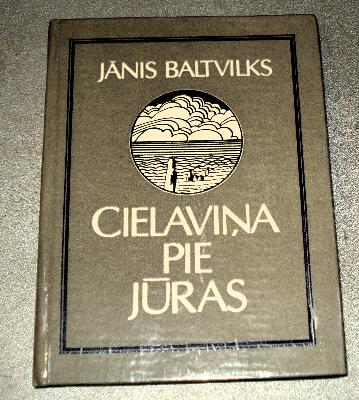 JĀNIS BALTVILKS
CIELAVIŅA
PIE
JŪRAS